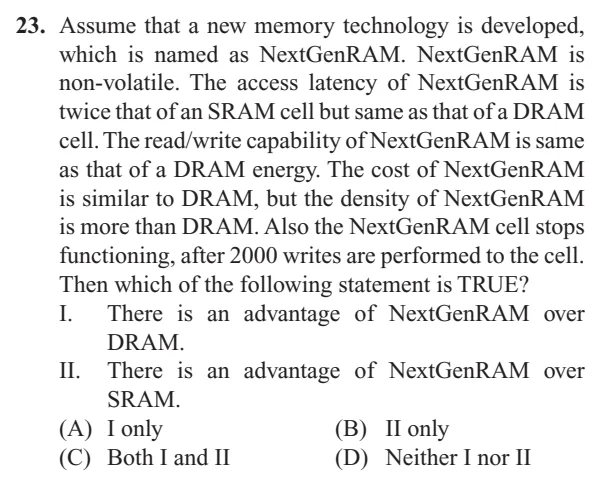 23. Assume that a new memory technology is developed,
which is named as NextGenRAM. NextGenRAM is
non-volatile. The access latency of NextGenRAM is
twice that of an SRAM cell but same as that of a DRAM
cell. The read/write capability of NextGenRAM is same
as that of a DRAM energy. The cost of NextGenRAM
is similar to DRAM, but the density of NextGenRAM
is more than DRAM. Also the NextGenRAM cell stops
functioning, after 2000 writes are performed to the cell.
Then which of the following statement is TRUE?
I. There is an advantage of NextGenRAM over
DRAM.
II. There is an advantage of NextGenRAM over
SRAM.
(A) I only (B) II only
(C) Both I and II (D) Neither I nor II